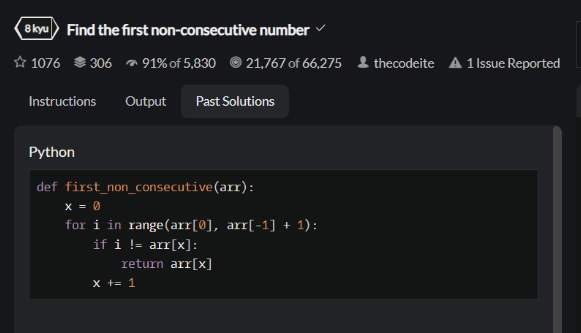 8 kyu Find the first non-consecutive number ✓
1076 306 91% of 5,830 21,767 of 66,275 thecodeite 1 Issue Reported
Instructions Output Past Solutions
Python
def first_non_consecutive(arr):
    x = 0
    for i in range(arr[0], arr[-1] + 1):
        if i != arr[x]:
            return arr[x]
        x += 1